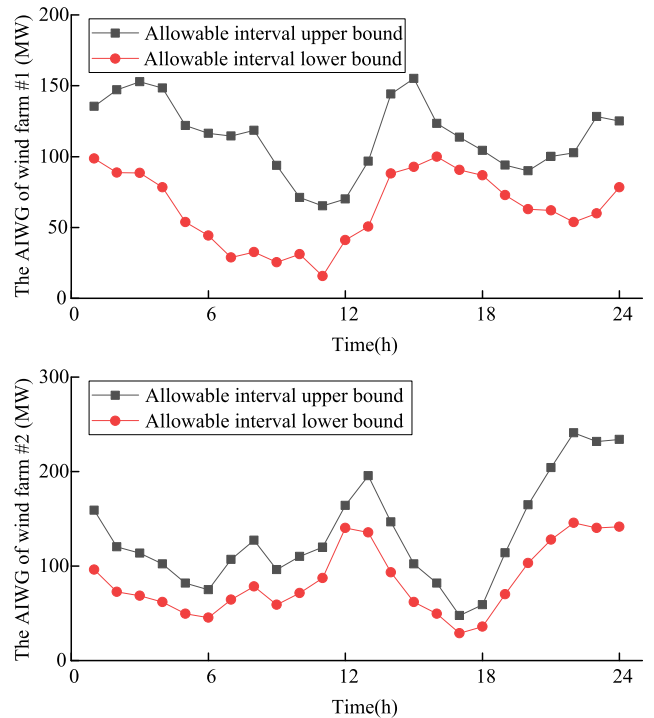 The AIWG of wind farm #1 (MW)
200
150
100
50
0
Allowable interval upper bound
Allowable interval lower bound
0 6 12 18 24
Time(h)
The AIWG of wind farm #2 (MW)
300
200
100
0
Allowable interval upper bound
Allowable interval lower bound
0 6 12 18 24
Time(h)